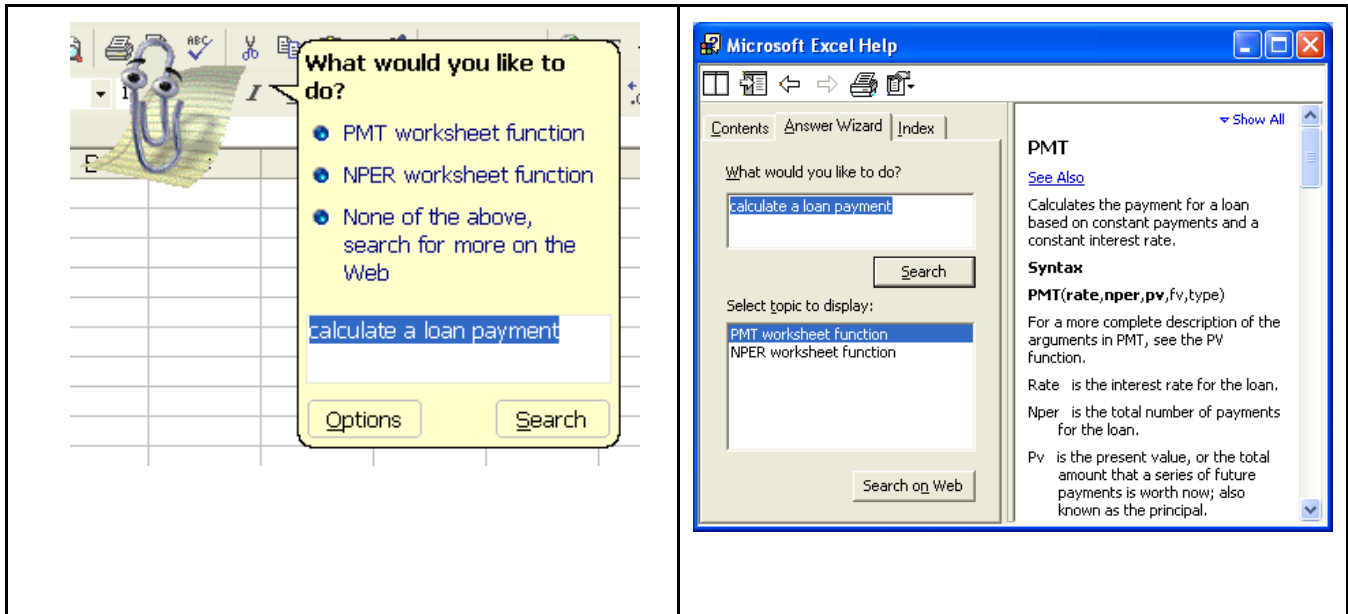 ABC
What would you like to
do?
PMT worksheet function
NPER worksheet function
None of the above,
search for more on the
Web
calculate a loan payment
Options
Search
I
E
Microsoft Excel Help
Contents
Answer Wizard
Index
What would you like to do?
calculate a loan payment
Search
Select topic to display:
PMT worksheet function
NPER worksheet function
Search on Web
Show All
PMT
See Also
Calculates the payment for a loan
based on constant payments and a
constant interest rate.
Syntax
PMT(rate,nper,pv,fv,type)
For a more complete description of the
arguments in PMT, see the PV
function.
Rate is the interest rate for the loan.
Nper is the total number of payments
for the loan.
Pv is the present value, or the total
amount that a series of future
payments is worth now; also
known as the principal.